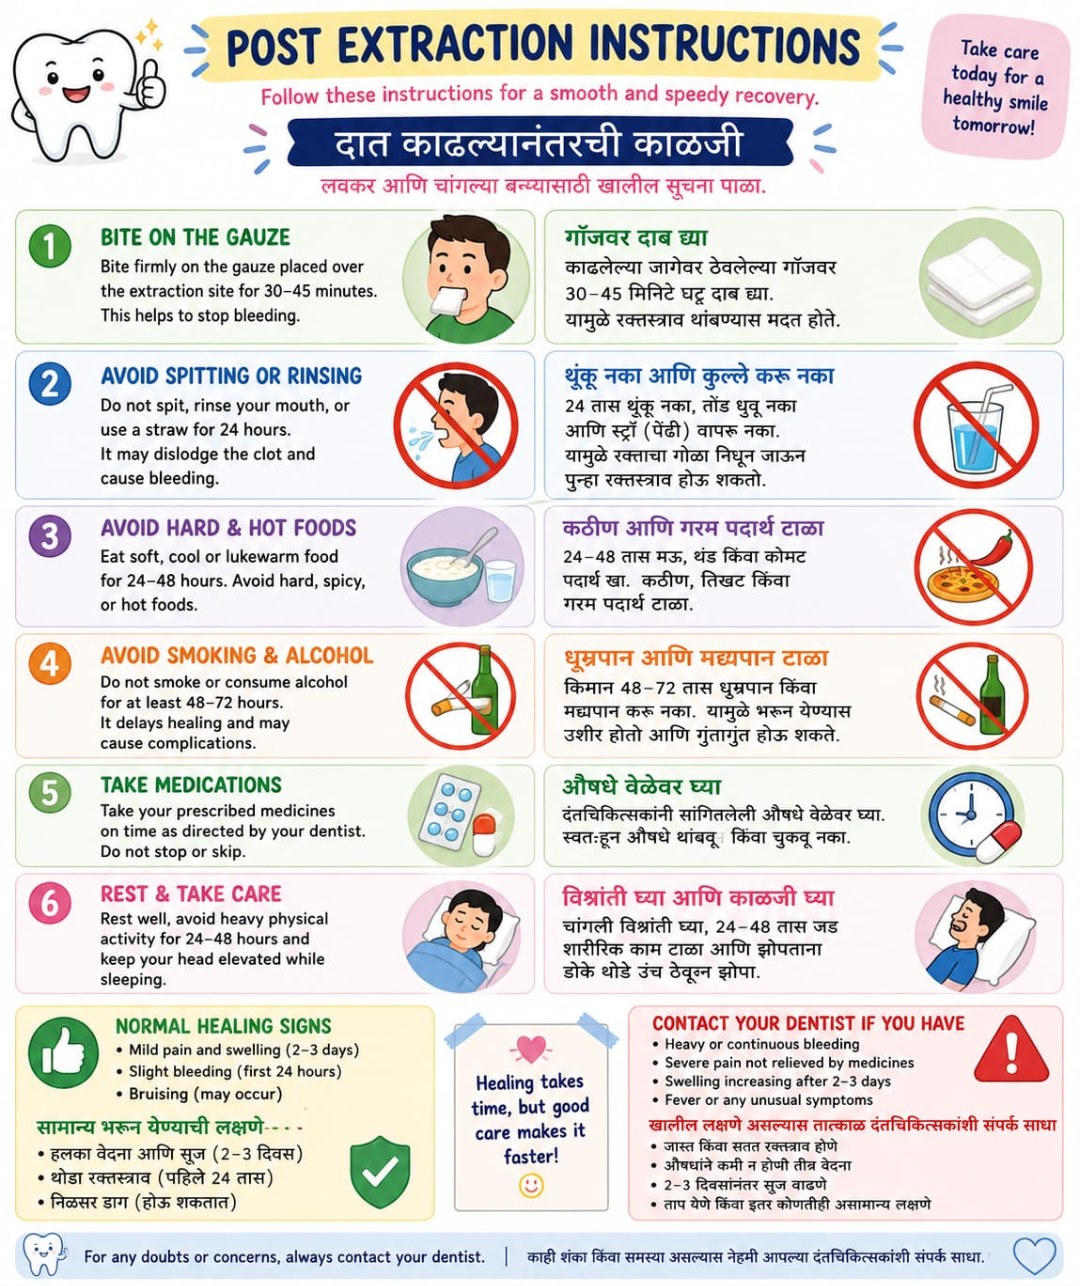 POST EXTRACTION INSTRUCTIONS
Follow these instructions for a smooth and speedy recovery.
दात काढल्यानंतरची काळजी
लवकर आणि चांगल्या बन्य्यासाठी खालील सूचना पाळा.
Take care
today for a
healthy smile
tomorrow!
1
BITE ON THE GAUZE
Bite firmly on the gauze placed over
the extraction site for 30–45 minutes.
This helps to stop bleeding.
गॉजवर दाब द्या
काढलेल्या जागेवर ठेवलेल्या गॉजवर
30–45 मिनिटे घट्ट दाब द्या.
यामुळे रक्तस्त्राव थांबण्यास मदत होते.
2
AVOID SPITTING OR RINSING
Do not spit, rinse your mouth, or
use a straw for 24 hours.
It may dislodge the clot and
cause bleeding.
थुंकू नका आणि कुल्ले करू नका
24 तास थुंकू नका, तोंड धुवू नका
आणि स्ट्रॉ (पेंढी) वापरू नका.
यामुळे रक्ताचा गोळा निधून जाऊन
पुन्हा रक्तस्त्राव होऊ शकतो.
3
AVOID HARD & HOT FOODS
Eat soft, cool or lukewarm food
for 24–48 hours. Avoid hard, spicy,
or hot foods.
कठीण आणि गरम पदार्थ टाळा
24–48 तास मऊ, थंड किंवा कोमट
पदार्थ खा. कठीण, तिखट किंवा
गरम पदार्थ टाळा.
4
AVOID SMOKING & ALCOHOL
Do not smoke or consume alcohol
for at least 48–72 hours.
It delays healing and may
cause complications.
धूम्रपान आणि मद्यपान टाळा
किमान 48–72 तास धुम्रपान किंवा
मद्यपान करू नका. यामुळे भरून येण्यास
उशीर होतो आणि गुंतागुंत होऊ शकते.
5
TAKE MEDICATIONS
Take your prescribed medicines
on time as directed by your dentist.
Do not stop or skip.
औषधे वेळेवर घ्या
दंतचिकित्सकांनी सांगितलेली औषधे वेळेवर घ्या.
स्वतःहून औषधे थांबवू किंवा चुकवू नका.
6
REST & TAKE CARE
Rest well, avoid heavy physical
activity for 24–48 hours and
keep your head elevated while
sleeping.
विश्रांती घ्या आणि काळजी घ्या
चांगली विश्रांती घ्या, 24–48 तास जड
शारीरिक काम टाळा आणि झोपताना
डोके थोडे उंच झोपा.
NORMAL HEALING SIGNS
• Mild pain and swelling (2–3 days)
• Slight bleeding (first 24 hours)
• Bruising (may occur)
सामान्य भरून येण्याची लक्षणे----
• हलका वेदना आणि सूज (2–3 दिवस)
• थोडा रक्तस्त्राव (पहिले 24 तास)
• निळसर डाग (होऊ शकतात)
Healing takes
time, but good
care makes it
faster!
CONTACT YOUR DENTIST IF YOU HAVE
• Heavy or continuous bleeding
• Severe pain not relieved by medicines
• Swelling increasing after 2–3 days
• Fever or any unusual symptoms
खालील लक्षणे असल्यास तात्काळ दंतचिकित्सकांशी संपर्क साधा
• जास्त किंवा सतत रक्तस्त्राव होणे
• औषधांने कमी न होणी तीव्र वेदना
• 2–3 दिवसांनंतर सूज वाढणे
• ताप येणे किंवा इतर कोणतीही असामान्य लक्षणे
For any doubts or concerns, always contact your dentist. | काही शंका किंवा समस्या असल्यास नेहमी आपल्या दंतचिकित्सकांशी संपर्क साधा.